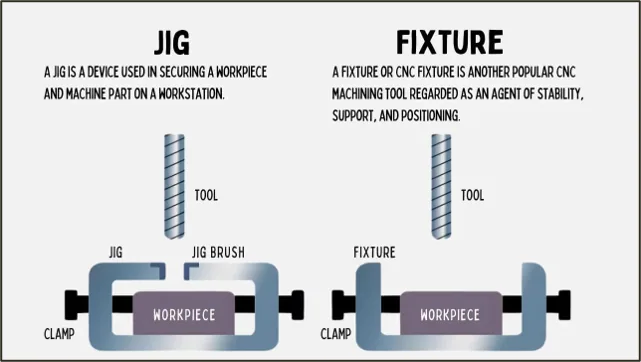 JIG
A JIG IS A DEVICE USED IN SECURING A WORKPIECE
AND MACHINE PART ON A WORKSTATION.
TOOL
JIG
JIG BRUSH
WORKPIECE
CLAMP
FIXTURE
A FIXTURE OR CNC FIXTURE IS ANOTHER POPULAR CNC
MACHINING TOOL REGARDED AS AN AGENT OF STABILITY,
SUPPORT, AND POSITIONING.
TOOL
FIXTURE
WORKPIECE
CLAMP